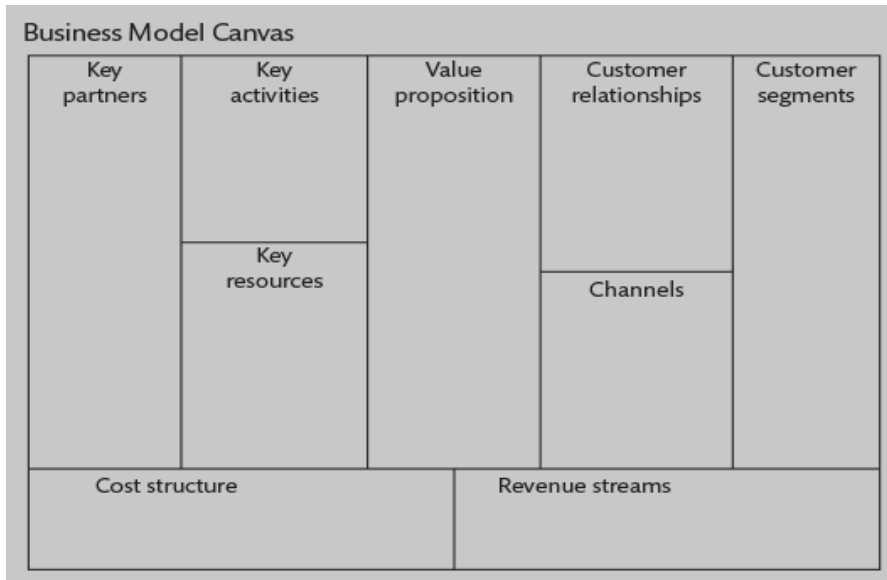 Business Model Canvas
Key
partners
Key
activities
Value
proposition
Customer
relationships
Customer
segments
Key
resources
Channels
Cost structure
Revenue streams